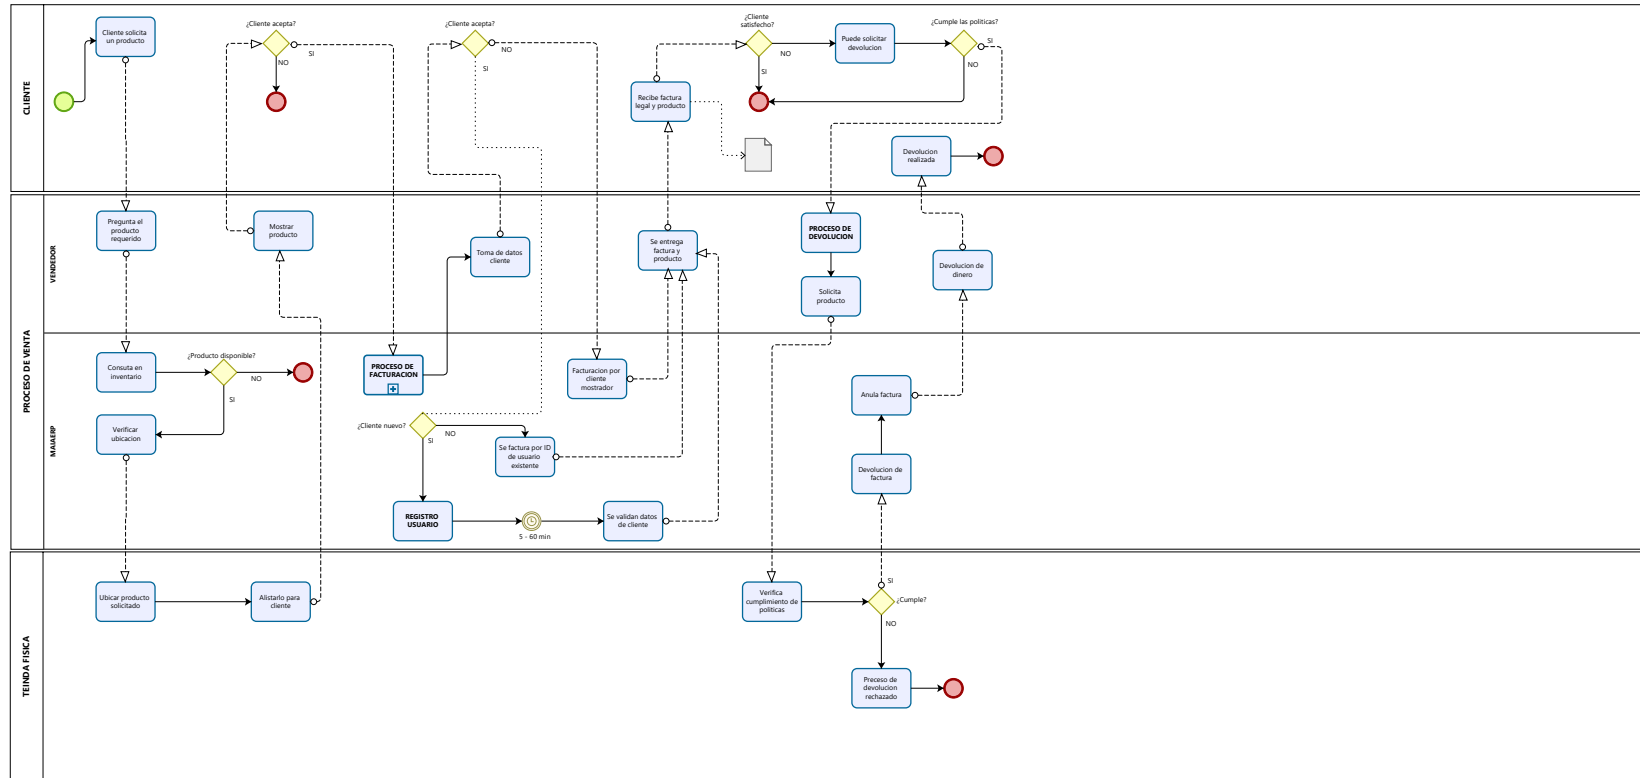 CLIENTE
Cliente solicita
un producto
¿Cliente acepta?
SI
NO
¿Cliente acepta?
NO
SI
¿Cliente
satisfecho?
NO
SI
Puede solicitar
devolucion
¿Cumple las politicas?
SI
NO
Recibe factura
legal y producto
Devolucion
realizada
PROCESO DE VENTA
VENDEDOR
Pregunta el
producto
requerido
Mostrar
producto
Toma de datos
cliente
Se entrega
factura y
producto
PROCESO DE
DEVOLUCION
Solicita
producto
Devolucion de
dinero
MAIAERP
Consuta en
inventario
¿Producto disponible?
NO
SI
Verificar
ubicacion
PROCESO DE
FACTURACION
Facturacion por
cliente
mostrador
¿Cliente nuevo?
NO
SI
Se factura por ID
de usuario
existente
REGISTRO
USUARIO
5 - 60 min
Se validan datos
de cliente
Anula factura
Devolucion de
factura
TEINDA FISICA
Ubicar producto
solicitado
Alistarlo para
cliente
Verifica
cumplimiento de
politicas
SI
¿Cumple?
NO
Preceso de
devolucion
rechazado